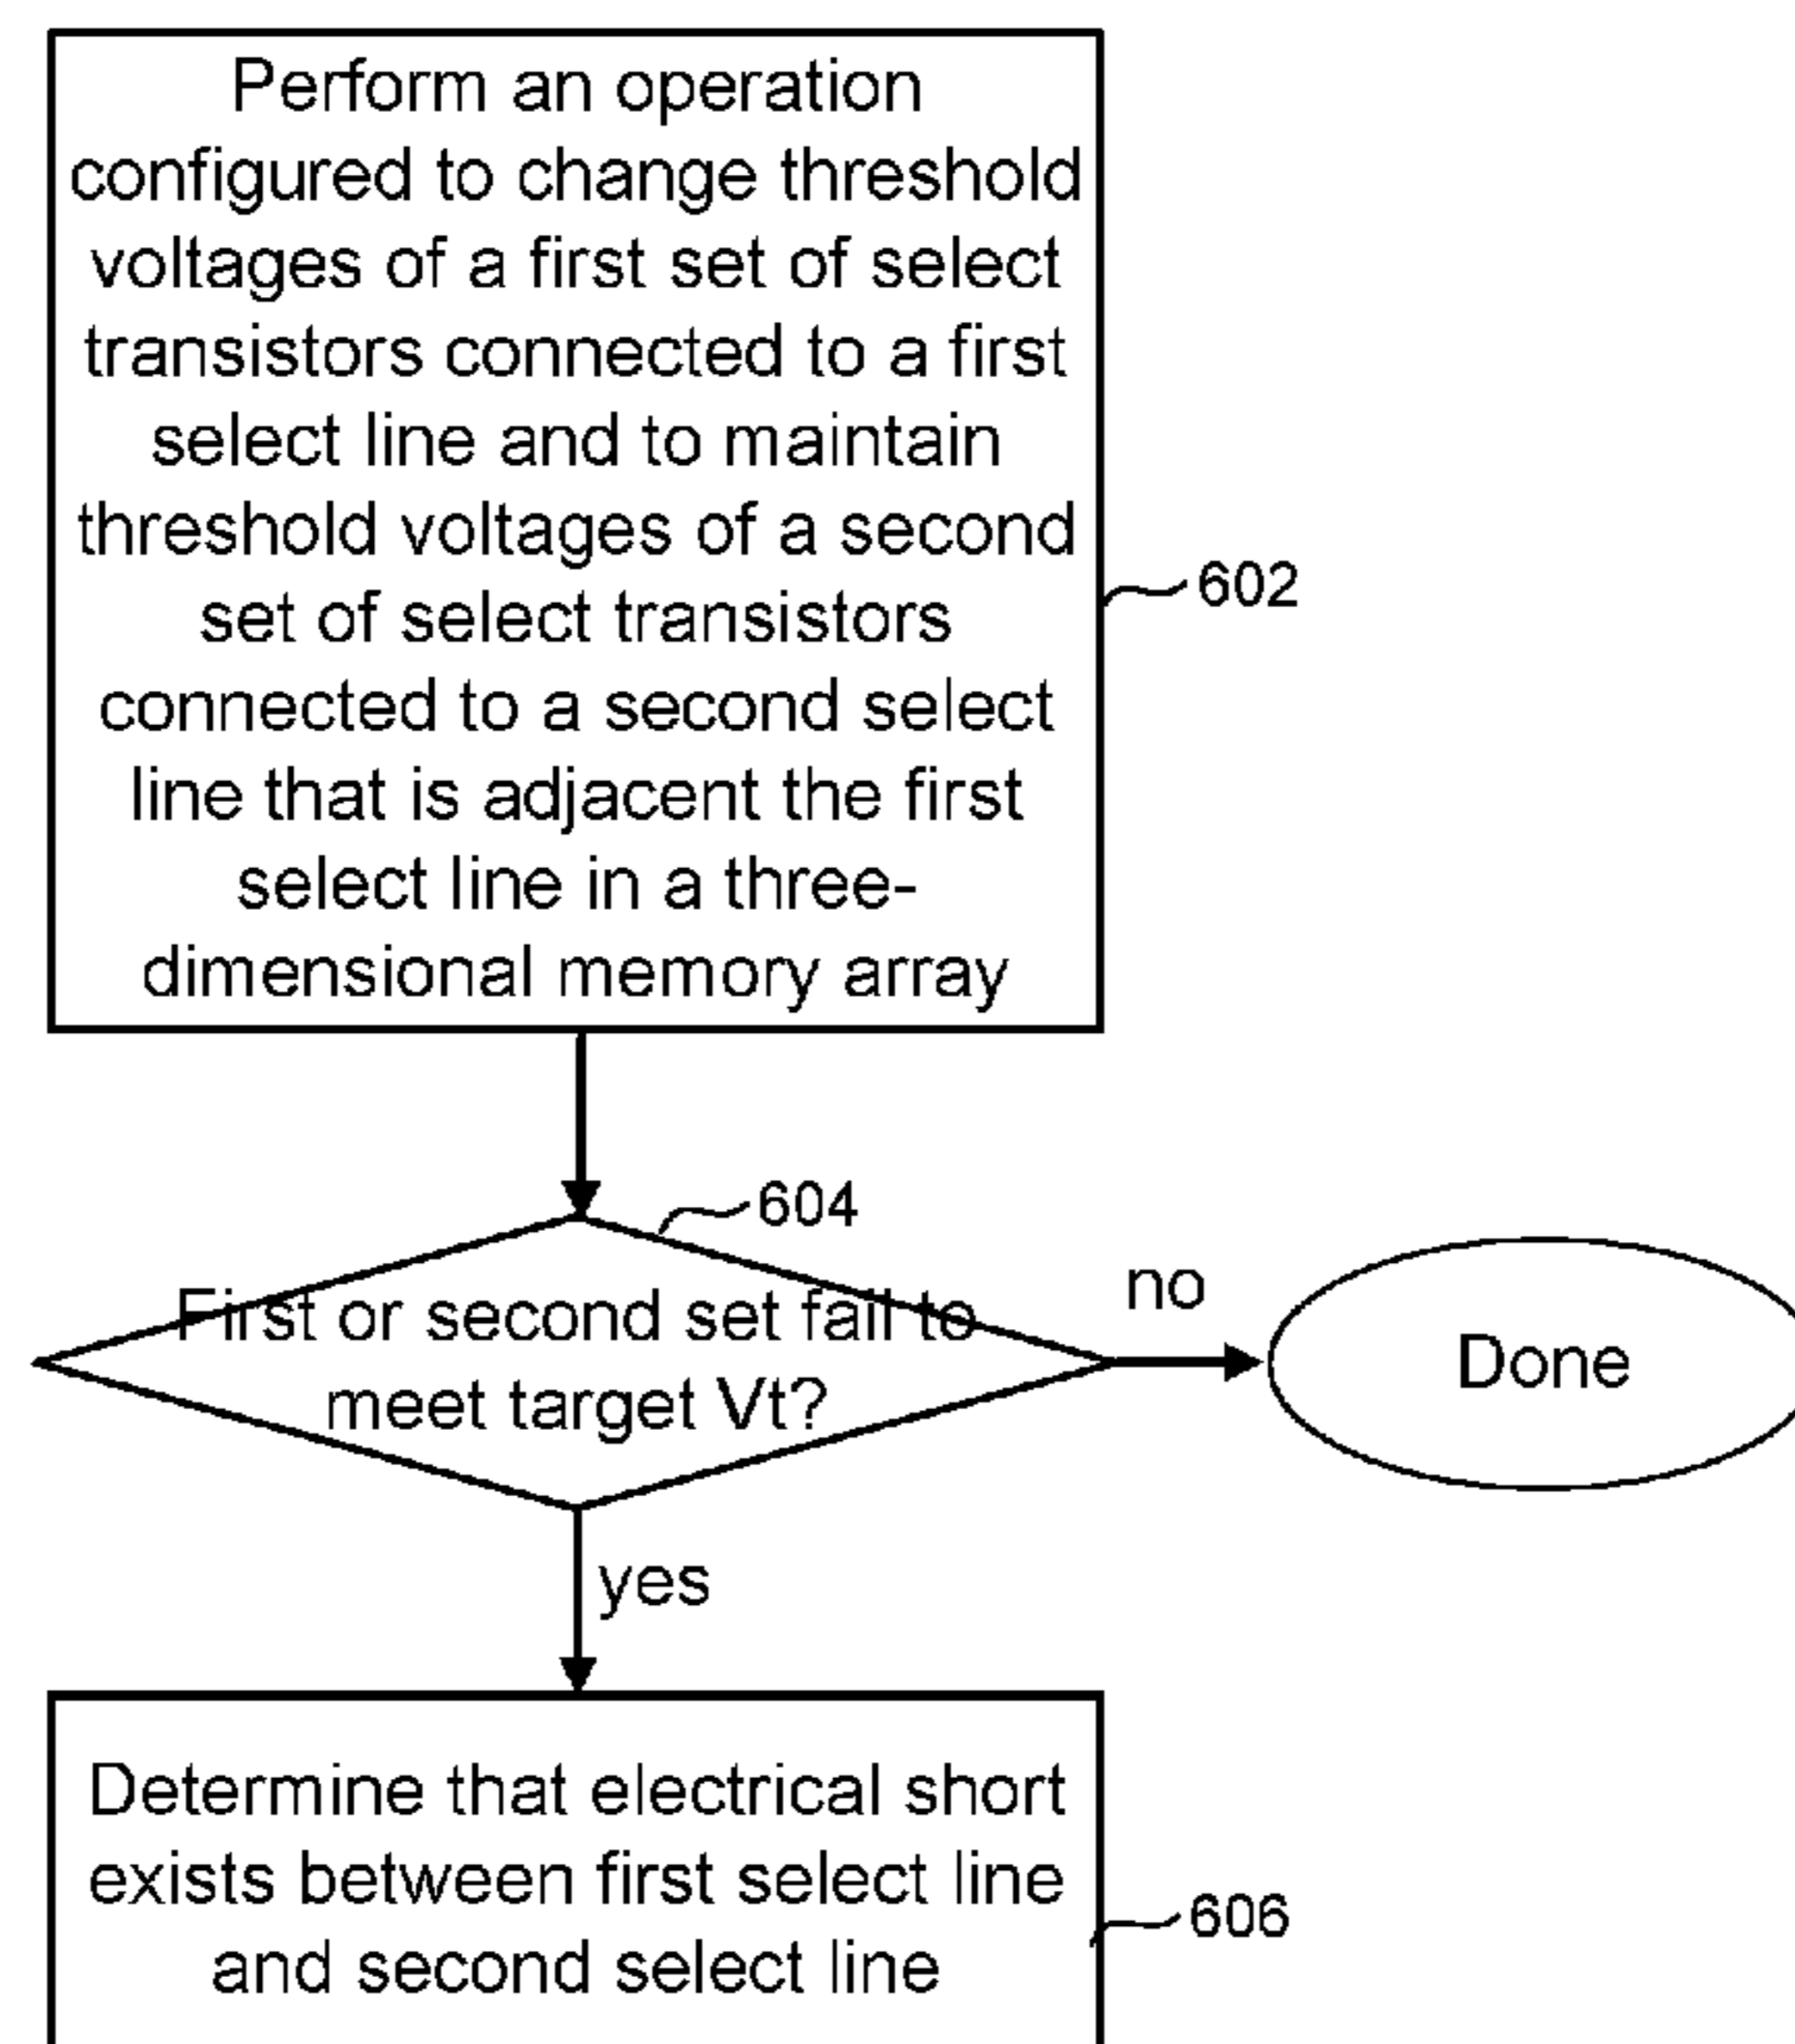 Perform an operation
configured to change threshold
voltages of a first set of select
transistors connected to a first
select line and to maintain
threshold voltages of a second
set of select transistors
connected to a second select
line that is adjacent the first
select line in a three-
dimensional memory array
602
604
First or second set fail to
meet target Vt?
no
Done
yes
Determine that electrical short
exists between first select line
and second select line
606